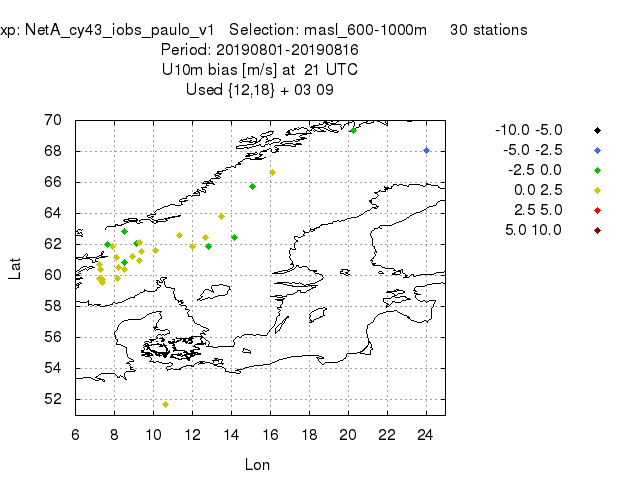 xp: NetA_cy43_iobs_paulo_v1 Selection: masl_600-1000m 30 stations
Period: 20190801-20190816
U10m bias [m/s] at 21 UTC
Used {12,18} + 03 09
-10.0 -5.0
-5.0 -2.5
-2.5 0.0
0.0 2.5
2.5 5.0
5.0 10.0
70
68
66
64
62
60
58
56
54
52
Lat
6 8 10 12 14 16 18 20 22 24
Lon